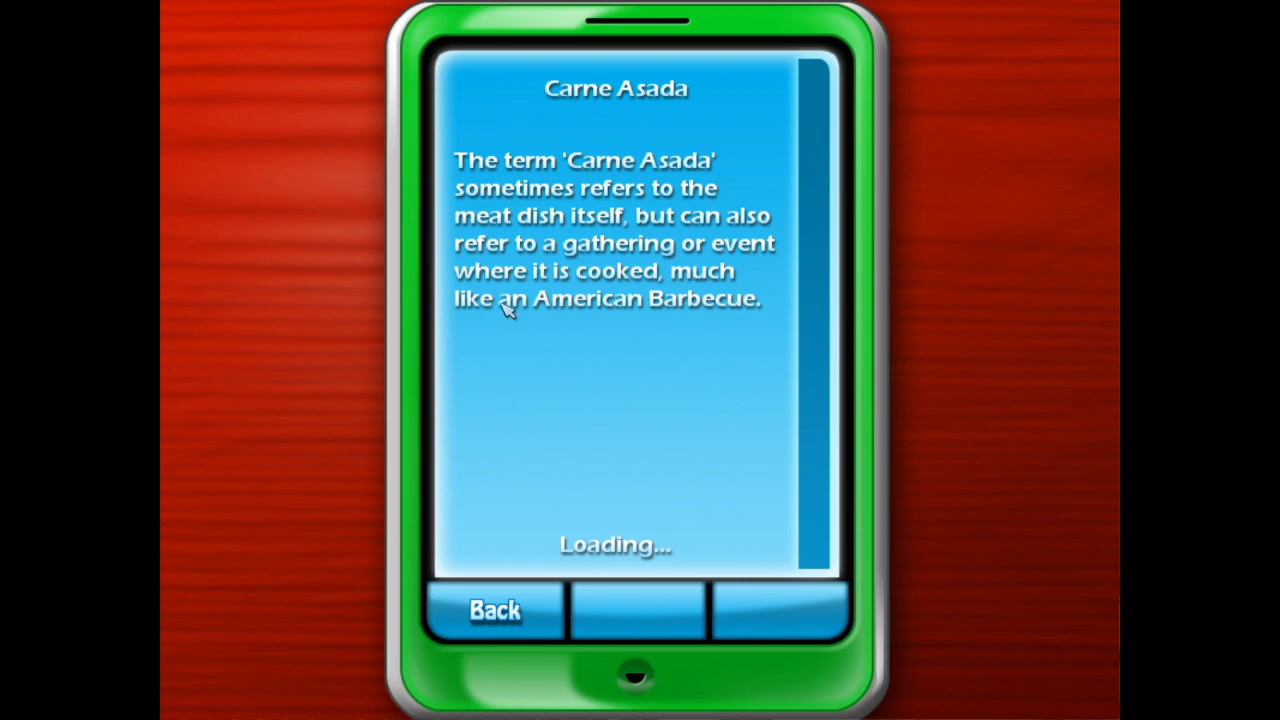 Carne Asada
The term 'Carne Asada'
sometimes refers to the
meat dish itself, but can also
refer to a gathering or event
where it is cooked, much
like an American Barbecue.
Loading...
Back